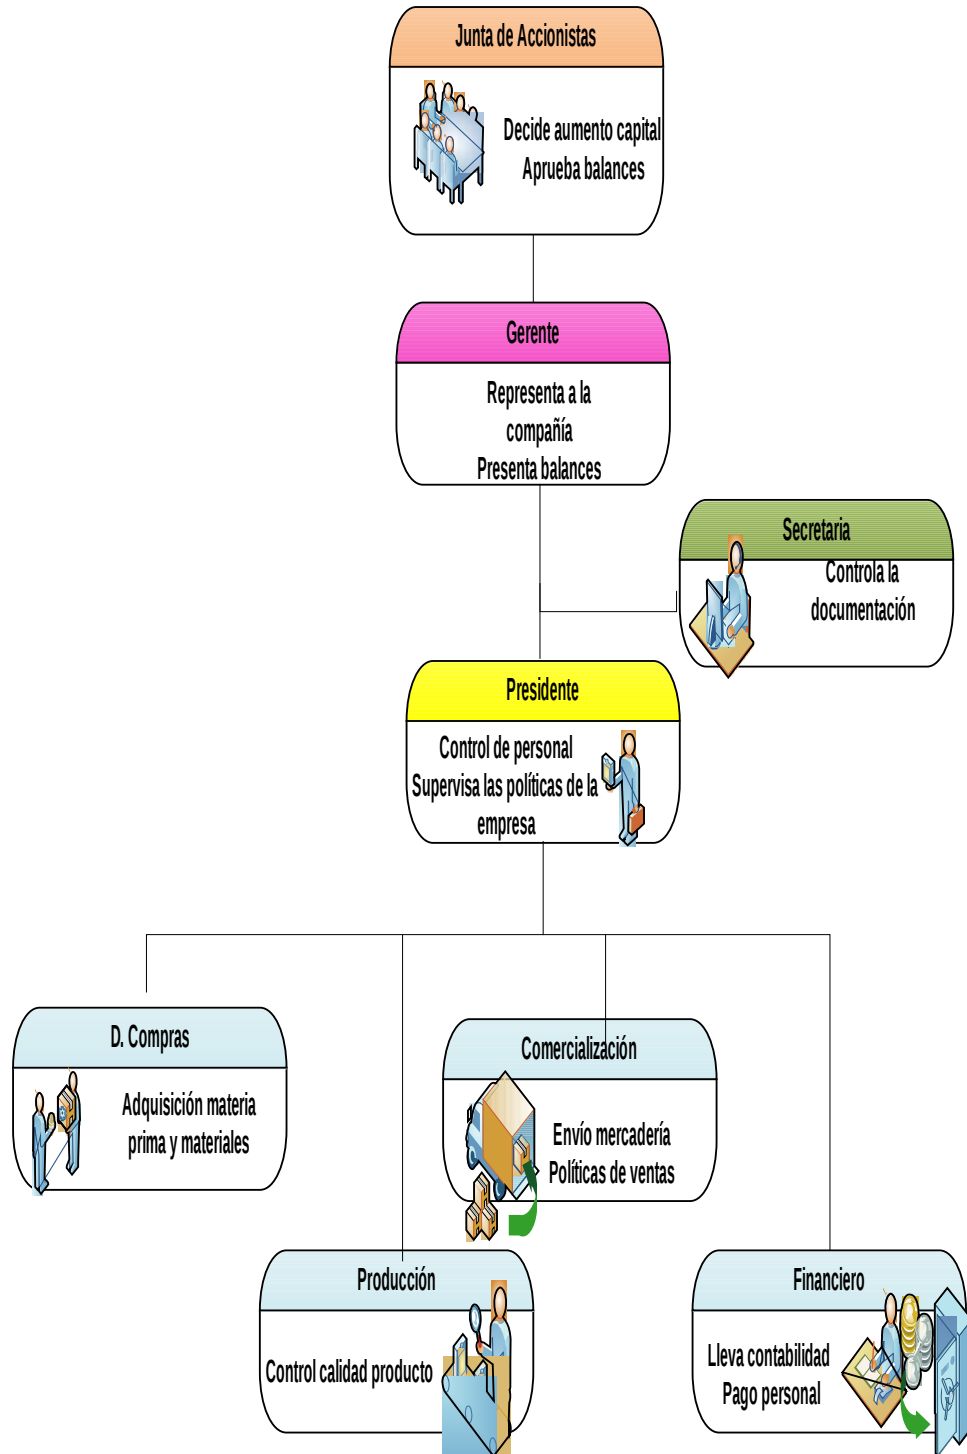 Junta de Accionistas
Decide aumento capital
Aprueba balances
Gerente
Representa a la
compañía
Presenta balances
Secretaria
Controla la
documentación
Presidente
Control de personal
Supervisa las políticas de la
empresa
D. Compras
Adquisición materia
prima y materiales
Comercialización
Envío mercadería
Políticas de ventas
Producción
Control calidad producto
Financiero
Lleva contabilidad
Pago personal